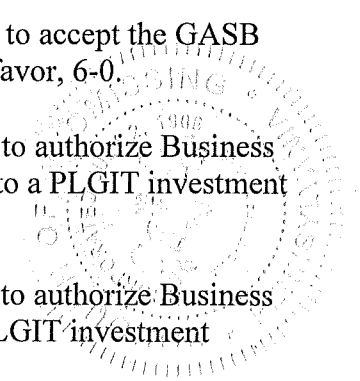 to accept the GASB
favor, 6-0.
to authorize Business
to a PLGIT investment
to authorize Business
LGIT investment